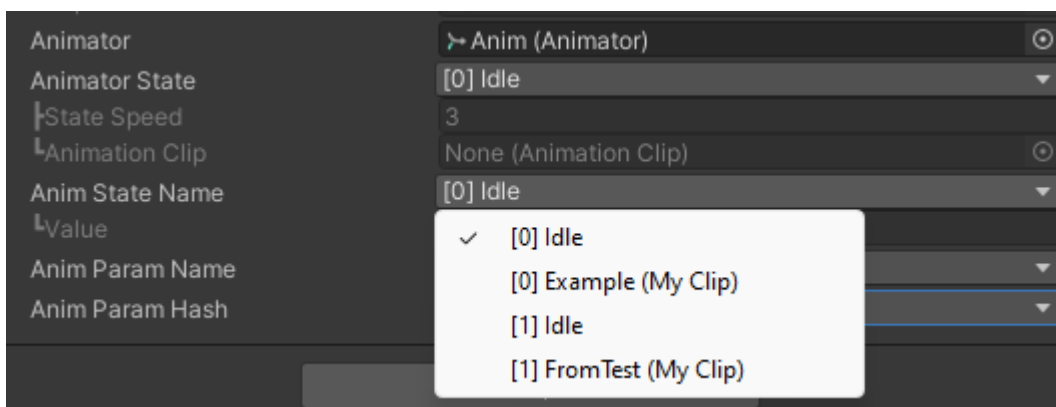 Animator Anim (Animator)
Animator State [0] Idle
State Speed 3
Animation Clip None (Animation Clip)
Anim State Name [0] Idle
Value
[0] Idle
[0] Example (My Clip)
Anim Param Name
[1] Idle
Anim Param Hash
[1] FromTest (My Clip)